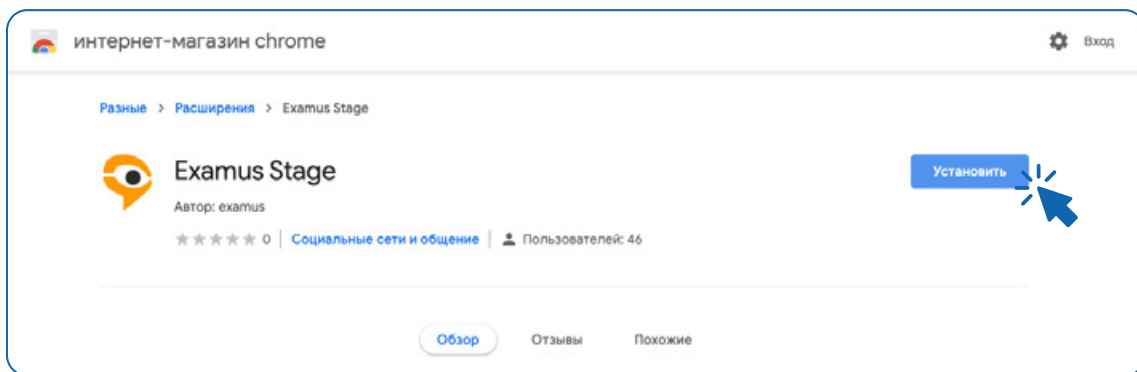 интернет-магазин chrome
Вход
Разные > Расширения > Examus Stage
Examus Stage
Установить
Автор: examus
0 | Социальные сети и общение | Пользователей: 46
Обзор Отзывы Похожие